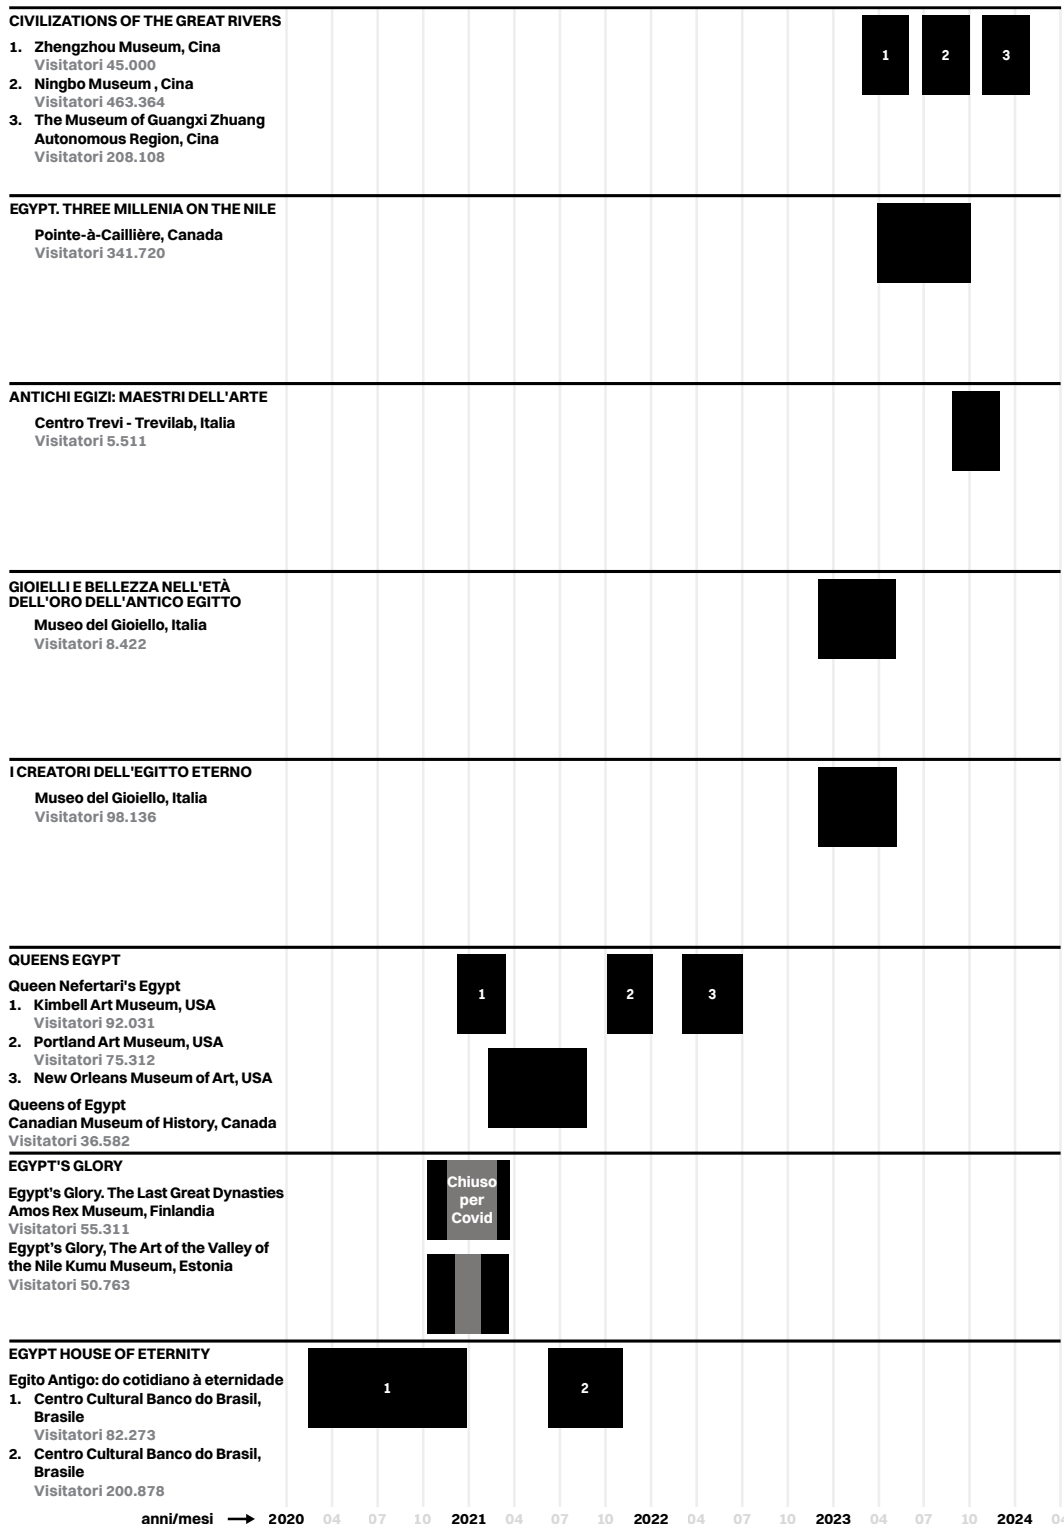 CIVILIZATIONS OF THE GREAT RIVERS
1. Zhengzhou Museum, Cina
Visitatori 45.000
2. Ningbo Museum , Cina
Visitatori 463.364
3. The Museum of Guangxi Zhuang
Autonomous Region, Cina
Visitatori 208.108
1 2 3
EGYPT. THREE MILLENIA ON THE NILE
Pointe-à-Caillière, Canada
Visitatori 341.720
ANTICHI EGIZI: MAESTRI DELL'ARTE
Centro Trevi - Trevilab, Italia
Visitatori 5.511
GIOIELLI E BELLEZZA NELL'ETÀ
DELL'ORO DELL'ANTICO EGITTO
Museo del Gioiello, Italia
Visitatori 8.422
I CREATORI DELL'EGITTO ETERNO
Museo del Gioiello, Italia
Visitatori 98.136
QUEENS EGYPT
Queen Nefertari's Egypt
1. Kimbell Art Museum, USA
Visitatori 92.031
2. Portland Art Museum, USA
Visitatori 75.312
3. New Orleans Museum of Art, USA
Queens of Egypt
Canadian Museum of History, Canada
Visitatori 36.582
1 2 3
EGYPT'S GLORY
Egypt's Glory. The Last Great Dynasties
Amos Rex Museum, Finlandia
Visitatori 55.311
Egypt's Glory, The Art of the Valley of
the Nile Kumu Museum, Estonia
Visitatori 50.763
Chiuso
per
Covid
EGYPT HOUSE OF ETERNITY
Egito Antigo: do cotidiano à eternidade
1. Centro Cultural Banco do Brasil,
Brasile
Visitatori 82.273
2. Centro Cultural Banco do Brasil,
Brasile
Visitatori 200.878
1 2
anni/mesi → 2020 04 07 10 2021 04 07 10 2022 04 07 10 2023 04 07 10 2024